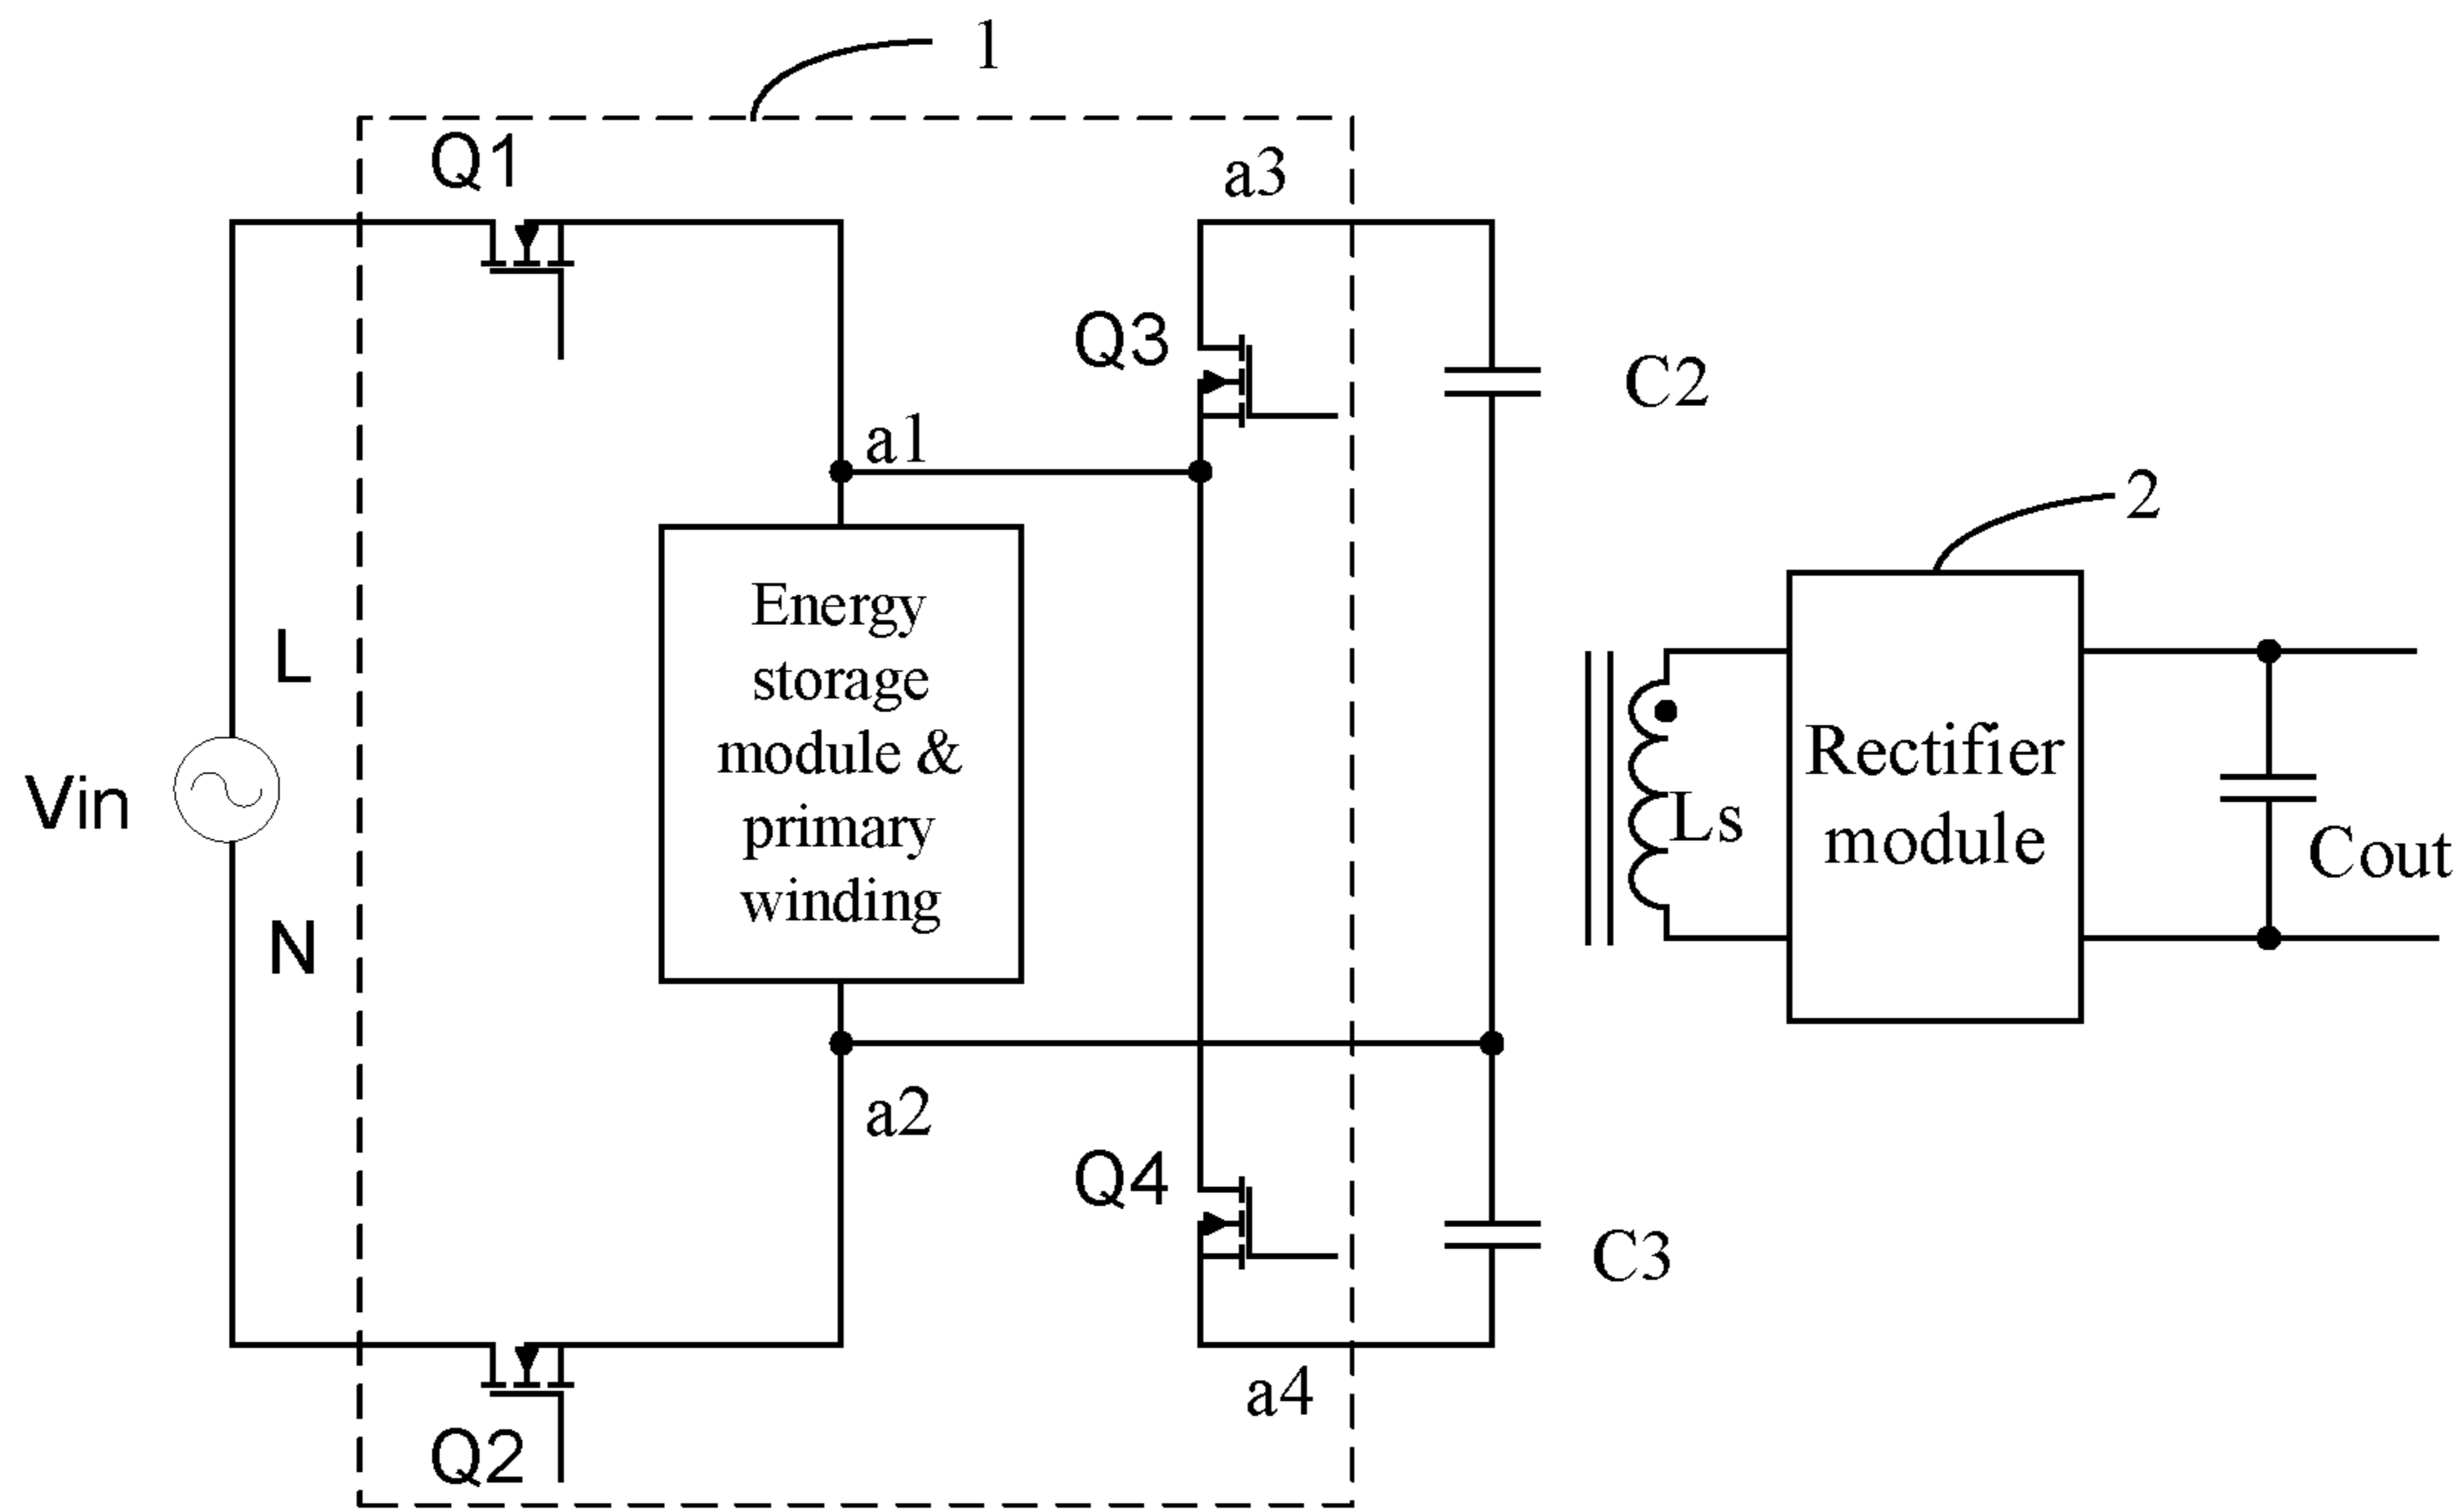 1
Q1
a3
Q3
C2
a1
2
Energy
storage
module &
primary
winding
L
Vin
N
Ls
Rectifier
module
Cout
a2
Q4
C3
a4
Q2